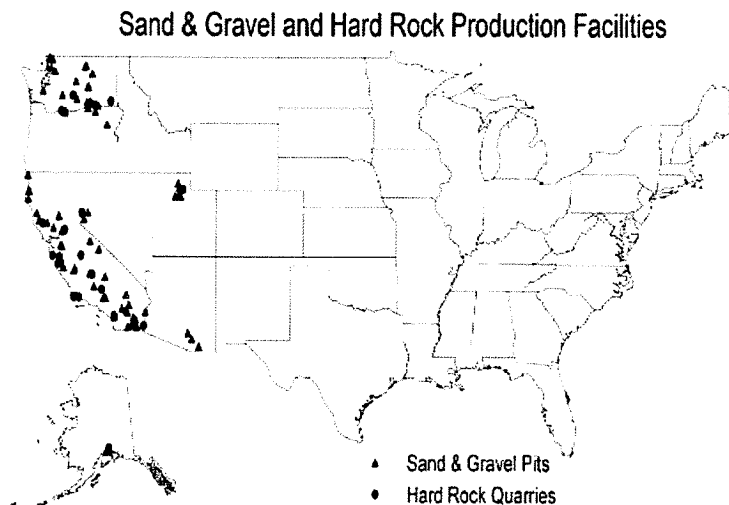 Sand & Gravel and Hard Rock Production Facilities
Sand & Gravel Pits
Hard Rock Quarries